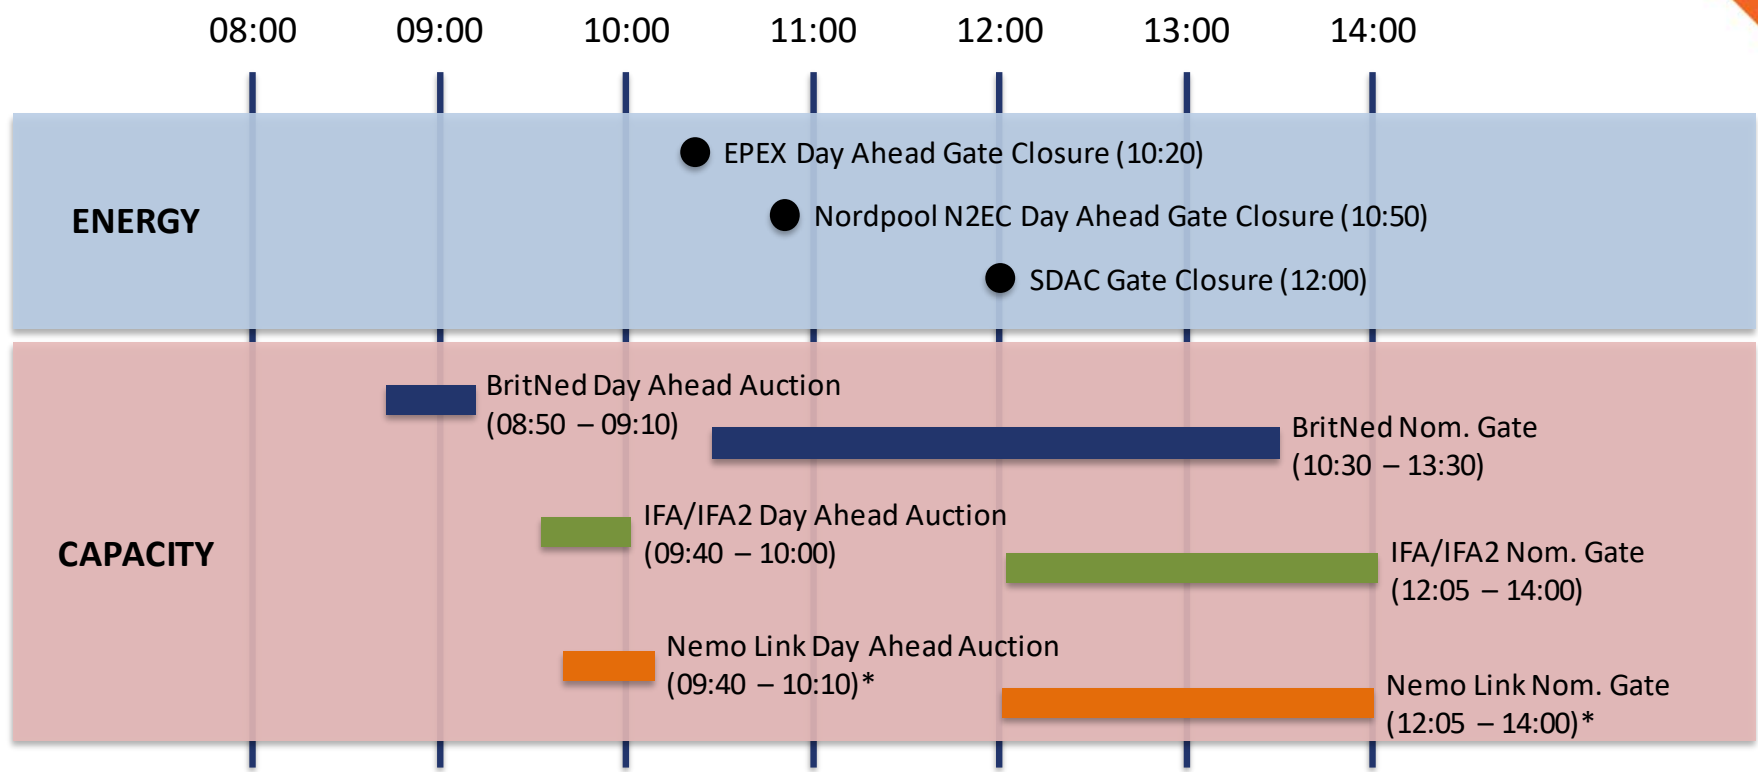 08:00 09:00 10:00 11:00 12:00 13:00 14:00
EPEX Day Ahead Gate Closure (10:20)
ENERGY
Nordpool N2EC Day Ahead Gate Closure (10:50)
SDAC Gate Closure (12:00)
BritNed Day Ahead Auction
(08:50 – 09:10)
BritNed Nom. Gate
(10:30 – 13:30)
CAPACITY
IFA/IFA2 Day Ahead Auction
(09:40 – 10:00)
IFA/IFA2 Nom. Gate
(12:05 – 14:00)
Nemo Link Day Ahead Auction
(09:40 – 10:10)*
Nemo Link Nom. Gate
(12:05 – 14:00)*